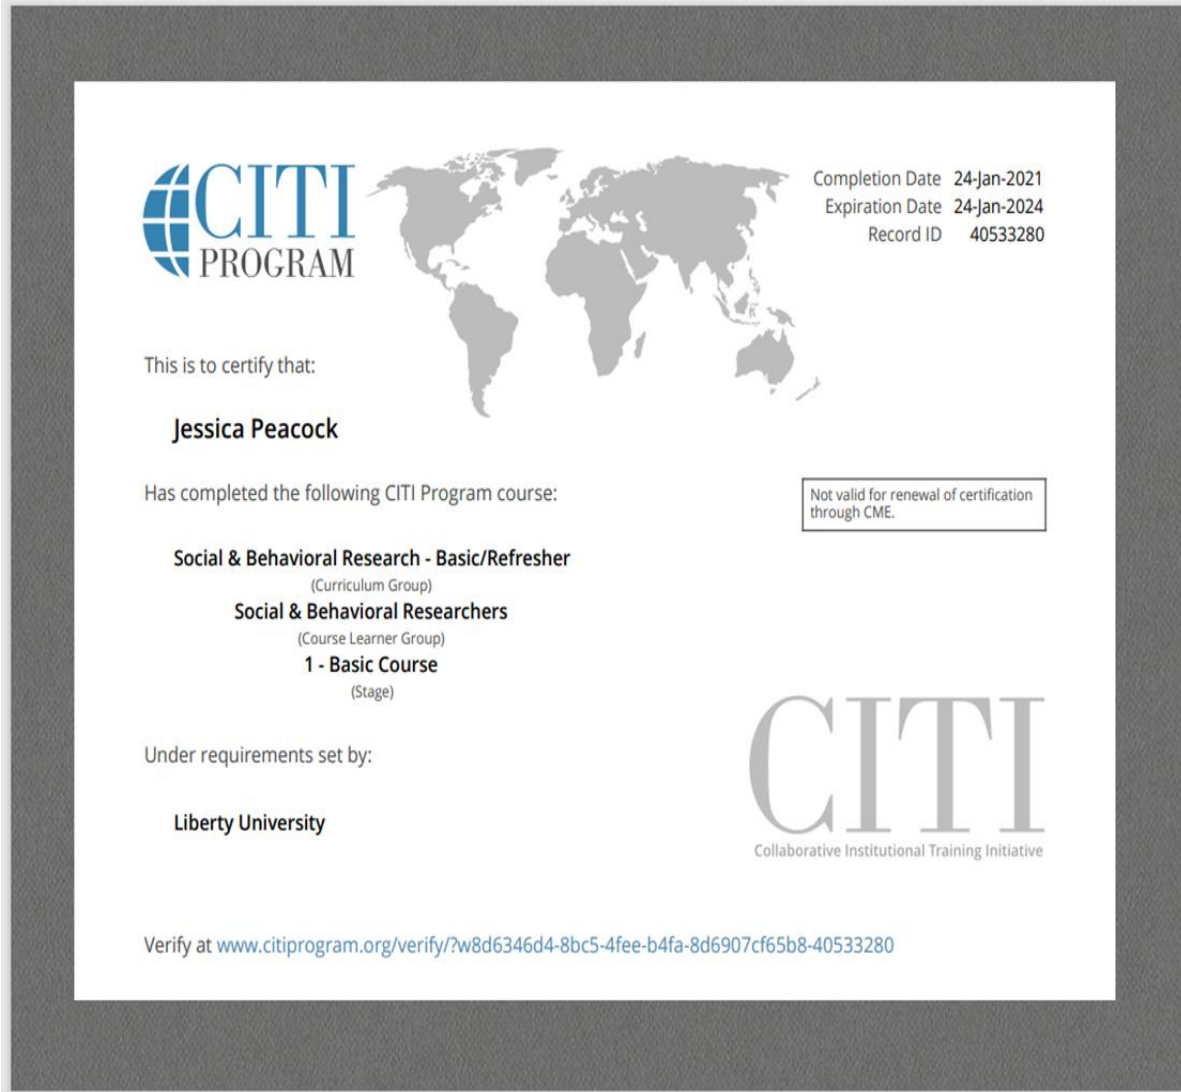 CITI
PROGRAM
Completion Date 24-Jan-2021
Expiration Date 24-Jan-2024
Record ID 40533280
This is to certify that:
Jessica Peacock
Has completed the following CITI Program course:
Not valid for renewal of certification
through CME.
Social & Behavioral Research - Basic/Refresher
(Curriculum Group)
Social & Behavioral Researchers
(Course Learner Group)
1 - Basic Course
(Stage)
Under requirements set by:
Liberty University
CITI
Collaborative Institutional Training Initiative
Verify at www.citiprogram.org/verify/?w8d6346d4-8bc5-4fee-b4fa-8d6907cf65b8-40533280